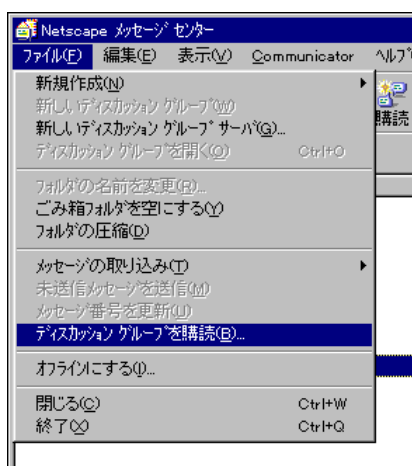 Netscape メッセージ センター
ファイル(F) 編集(E) 表示(V) Communicator ヘルプ
新規作成(N)
新しいディスカッション グループ(W)
新しいディスカッション グループ サーバ(G)...
ディスカッション グループを開く(O) Ctrl+O
購読
フォルダの名前を変更(R)...
ごみ箱フォルダを空にする(Y)
フォルダの圧縮(D)
メッセージの取り込み(T)
未送信メッセージを送信(M)
メッセージ番号を更新(U)
ディスカッション グループを購読(B)...
オフラインにする(I)...
閉じる(C) Ctrl+W
終了(X) Ctrl+Q